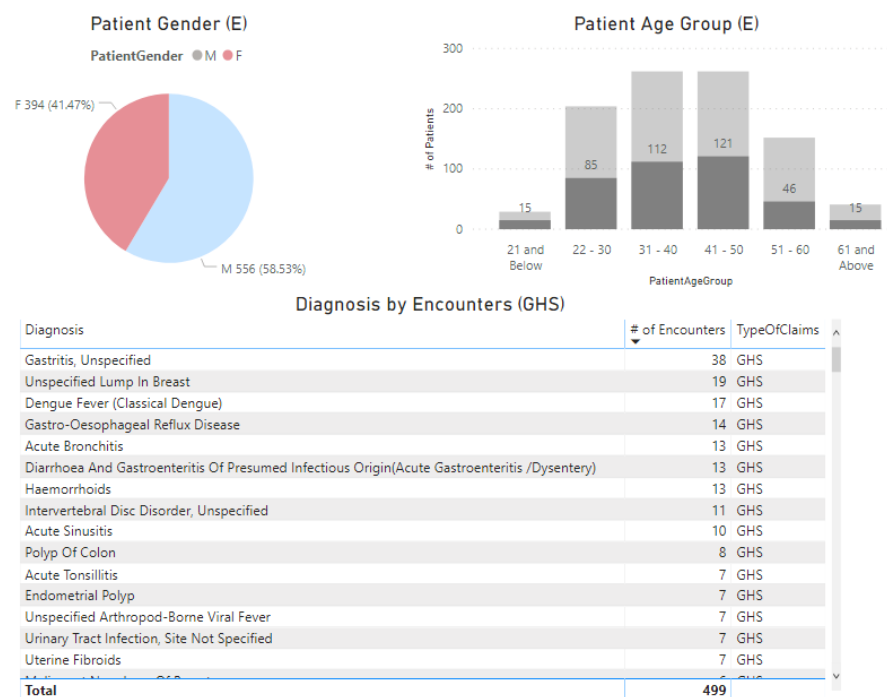 Patient Gender (E)
PatientGender M F
F 394 (41.47%)
M 556 (58.53%)
Patient Age Group (E)
# of Patients
300
200
100
0
15
85
112
121
46
15
21 and Below
22 - 30
31 - 40
41 - 50
51 - 60
61 and Above
PatientAgeGroup
Diagnosis by Encounters (GHS)
Diagnosis # of Encounters TypeOfClaims
Gastritis, Unspecified 38 GHS
Unspecified Lump In Breast 19 GHS
Dengue Fever (Classical Dengue) 17 GHS
Gastro-Oesophageal Reflux Disease 14 GHS
Acute Bronchitis 13 GHS
Diarrhoea And Gastroenteritis Of Presumed Infectious Origin(Acute Gastroenteritis /Dysentery) 13 GHS
Haemorrhoids 13 GHS
Intervertebral Disc Disorder, Unspecified 11 GHS
Acute Sinusitis 10 GHS
Polyp Of Colon 8 GHS
Acute Tonsillitis 7 GHS
Endometrial Polyp 7 GHS
Unspecified Arthropod-Borne Viral Fever 7 GHS
Urinary Tract Infection, Site Not Specified 7 GHS
Uterine Fibroids 7 GHS
Total 499